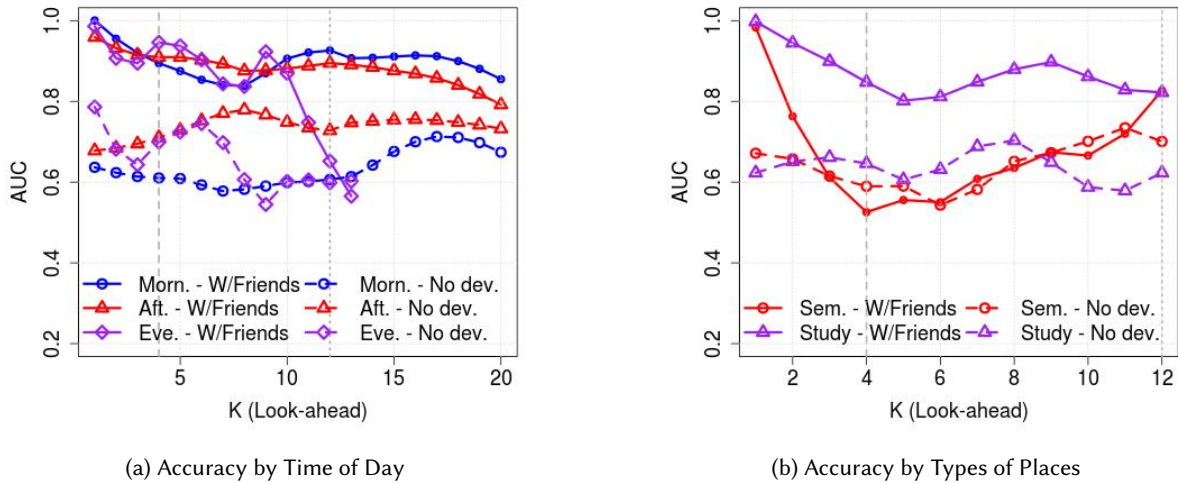 AUC
1.0
0.8
0.6
0.4
0.2
Morn. - W/Friends Morn. - No dev.
Aft. - W/Friends Aft. - No dev.
Eve. - W/Friends Eve. - No dev.
5 10 15 20
K (Look-ahead)
(a) Accuracy by Time of Day
AUC
1.0
0.8
0.6
0.4
0.2
Sem. - W/Friends Sem. - No dev.
Study - W/Friends Study - No dev.
2 4 6 8 10 12
K (Look-ahead)
(b) Accuracy by Types of Places